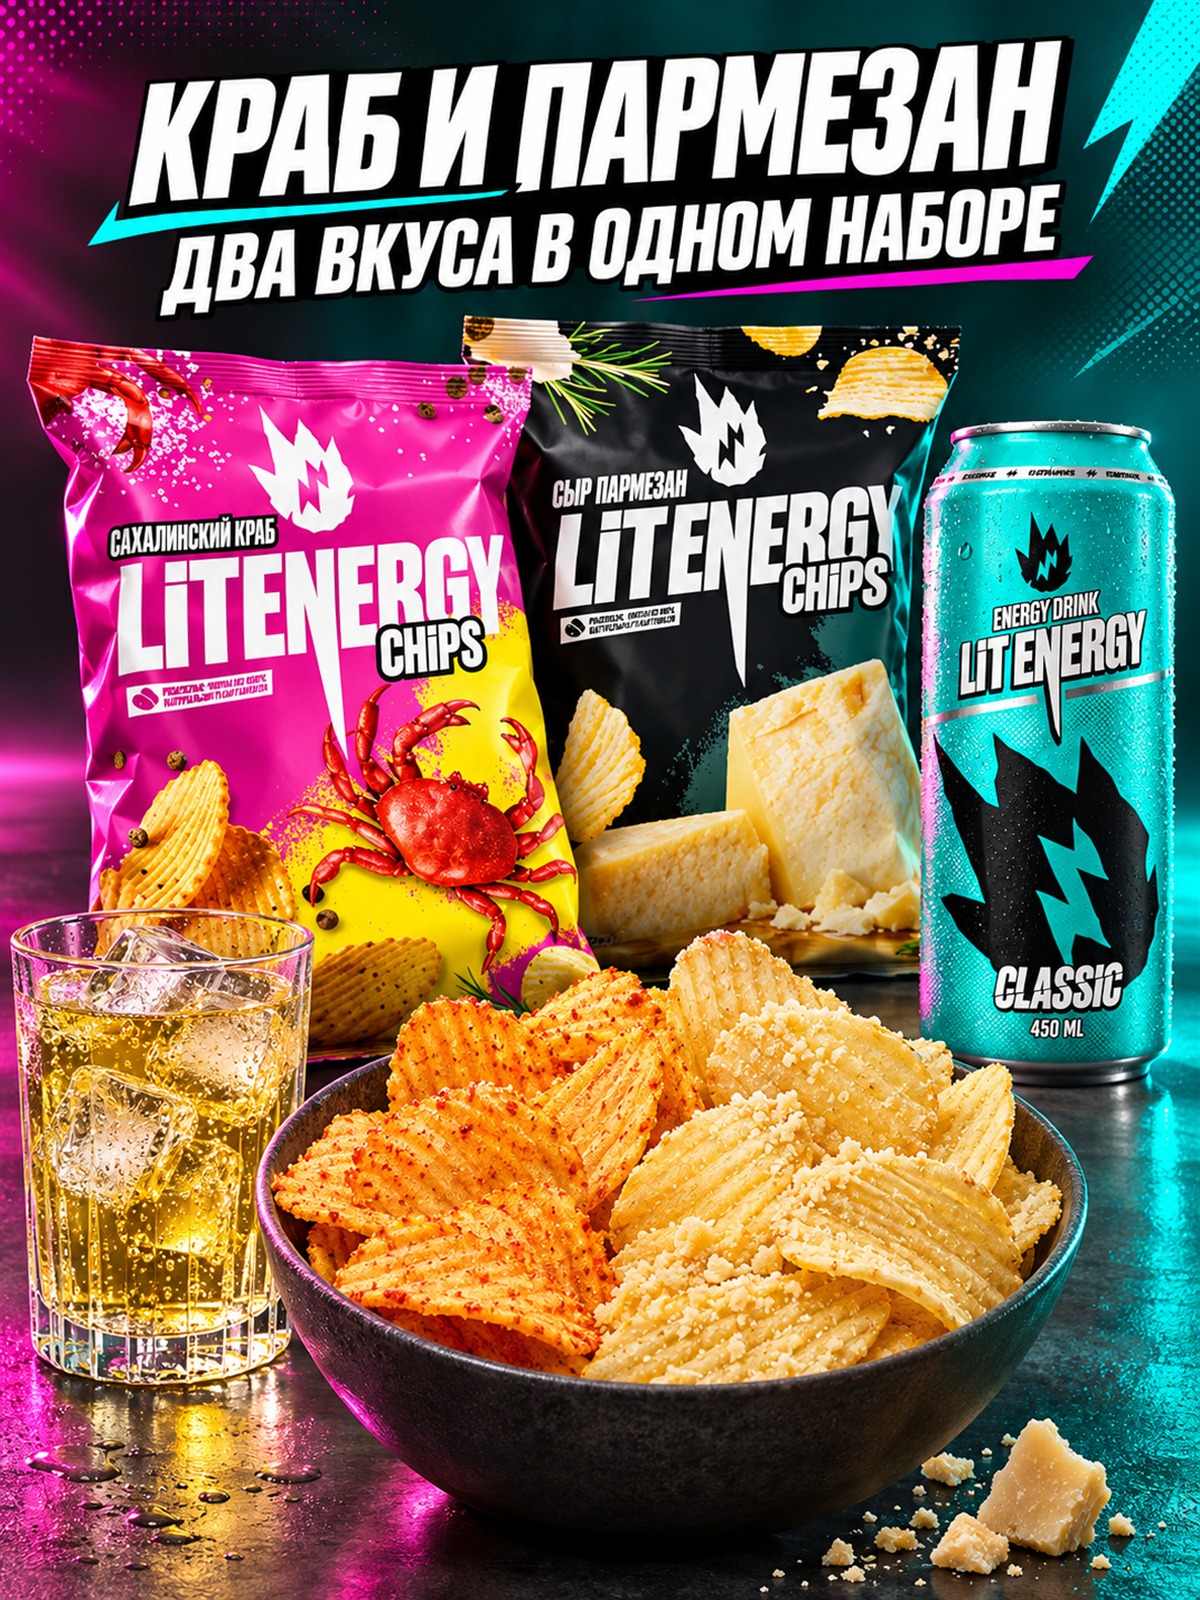 КРАБ И ПАРМЕЗАН
ДВА ВКУСА В ОДНОМ НАБОРЕ
САХАЛИНСКИЙ КРАБ
LiTENERGY
CHiPS
СЫР ПАРМЕЗАН
LiTENERGY
CHiPS
ENERGY DRINK
LiT ENERGY
CLASSIC
450 ML